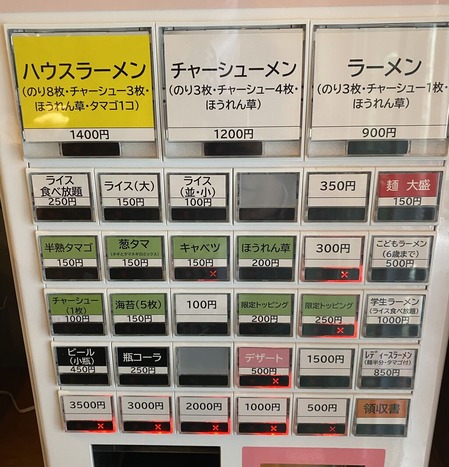 ハウスラーメン
(のり8枚・チャーシュー3枚・
ほうれん草・タマゴ1コ)
1400円
チャーシューメン
(のり3枚・チャーシュー4枚・
ほうれん草)
1200円
ラーメン
(のり3枚・チャーシュー1枚・
ほうれん草)
900円
ライス
食べ放題
250円
ライス(大)
150円
ライス
(並・小)
100円
350円
麺 大盛
150円
半熟タマゴ
150円
葱タマ
150円
キャベツ
150円
ほうれん草
200円
300円
こどもラーメン
(6歳まで)
500円
チャーシュー
(1枚)
100円
海苔(5枚)
150円
100円
限定トッピング
200円
限定トッピング
250円
学生ラーメン
(ライス食べ放題)
1000円
ビール
(小瓶)
450円
瓶コーラ
250円
デザート
500円
1500円
レディースラーメン
(麺半分・タマゴ付)
850円
3500円
3000円
2000円
1000円
500円
領収書